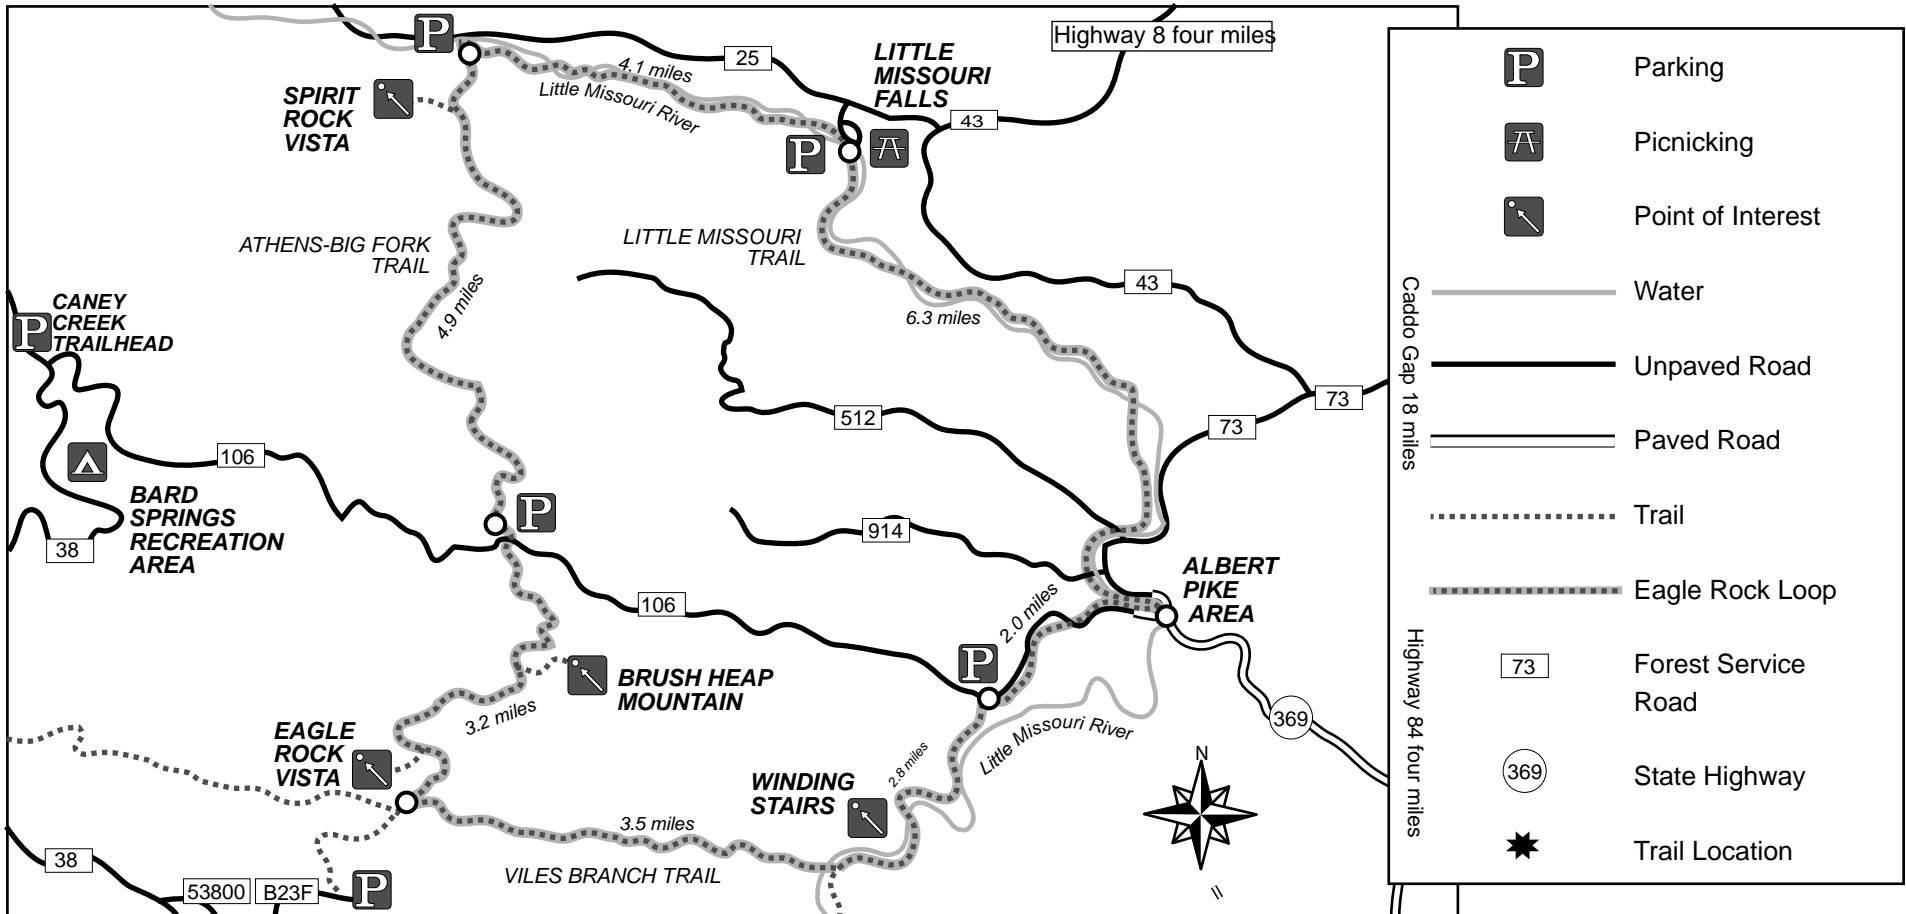 P
25
Highway 8 four miles
LITTLE
MISSOURI
FALLS
4.1 miles
Little Missouri River
43
P
SPIRIT
ROCK
VISTA
ATHENS-BIG FORK
TRAIL
LITTLE MISSOURI
TRAIL
43
4.9 miles
6.3 miles
CANEY
CREEK
TRAILHEAD
P
512
73
73
106
BARD
SPRINGS
RECREATION
AREA
38
P
914
ALBERT
PIKE
AREA
106
2.0 miles
P
BRUSH HEAP
MOUNTAIN
3.2 miles
Little Missouri River
369
EAGLE
ROCK
VISTA
2.8 miles
WINDING
STAIRS
N
3.5 miles
VILES BRANCH TRAIL
38
53800
B23F
P
P
Parking
Picnicking
Point of Interest
Water
Unpaved Road
Paved Road
Trail
Eagle Rock Loop
73
Forest Service
Road
369
State Highway
Trail Location
Caddo Gap 18 miles
Highway 84 four miles